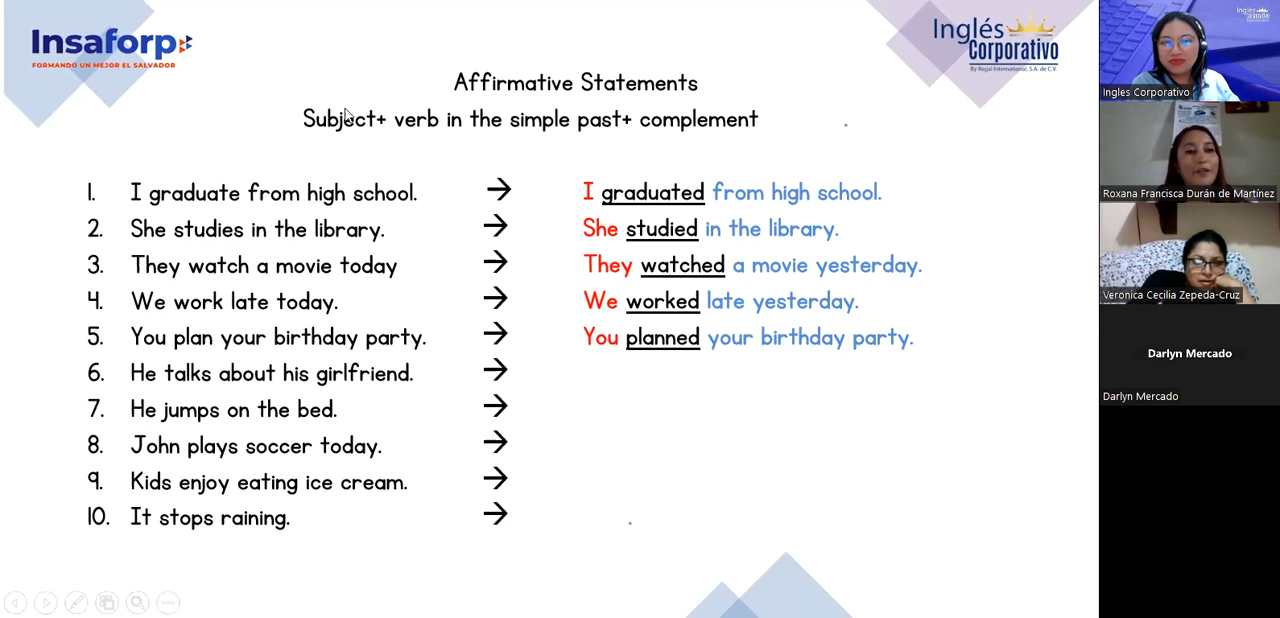 Insaforp
FORMANDO UN MEJOR EL SALVADOR
Inglés
Corporativo
By Regal International, S.A. de C.V.
Affirmative Statements
Subject+ verb in the simple past+ complement .
1. I graduate from high school. → I graduated from high school.
2. She studies in the library. → She studied in the library.
3. They watch a movie today → They watched a movie yesterday.
4. We work late today. → We worked late yesterday.
5. You plan your birthday party. → You planned your birthday party.
6. He talks about his girlfriend. →
7. He jumps on the bed. →
8. John plays soccer today. →
9. Kids enjoy eating ice cream. →
10. It stops raining. → .
Inglés
Ingles Corporativo
Roxana Francisca Durán de Martínez
Veronica Cecilia Zepeda-Cruz
Darlyn Mercado
Darlyn Mercado